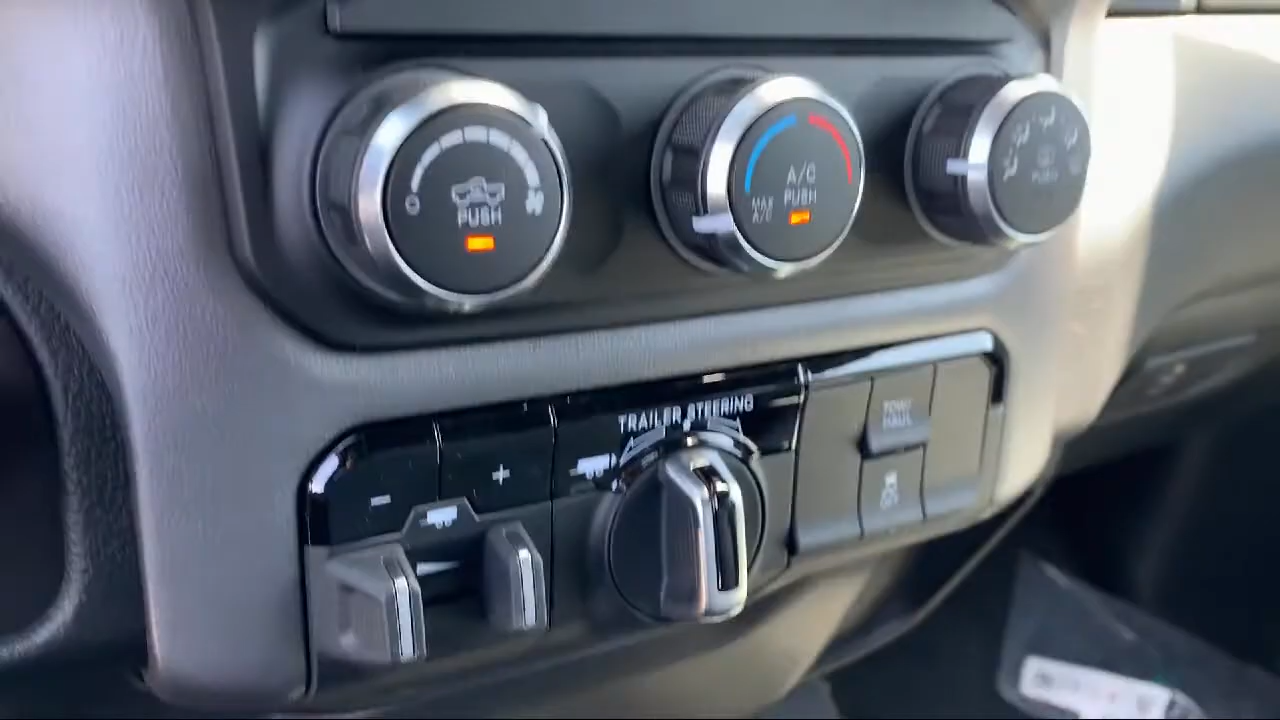 PUSH
A/C
PUSH
MAX
A/C
PUSH
TRAILER STEERING
− +
TOW/
HAUL